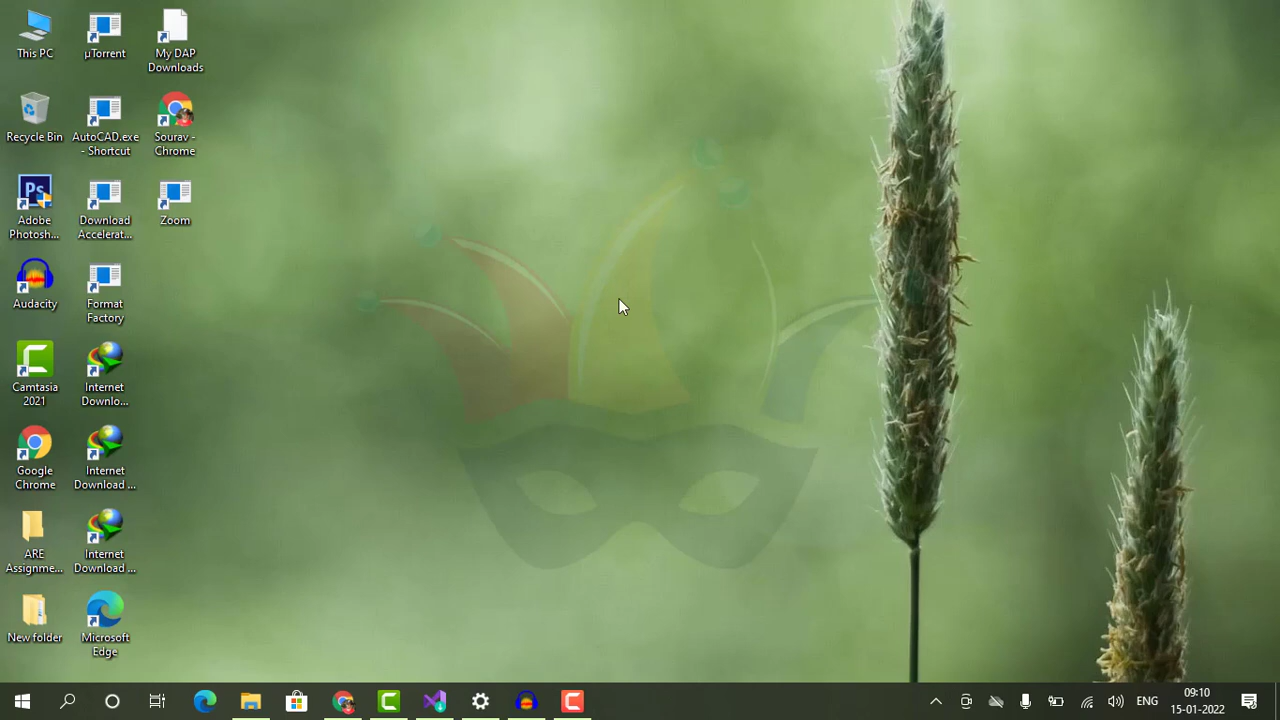 This PC
µTorrent
My DAP
Downloads
Recycle Bin
AutoCAD.exe
- Shortcut
Sourav -
Chrome
Ps
Adobe
Photosh...
Download
Accelerat...
Zoom
Audacity
Format
Factory
Camtasia
2021
Internet
Downlo...
Google
Chrome
Internet
Download ...
ARE
Assignme...
Internet
Download ...
New folder
Microsoft
Edge
ENG
09:10
15-01-2022